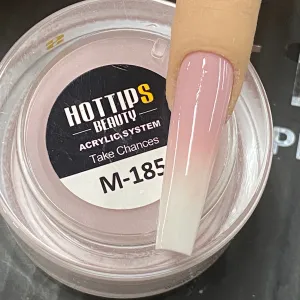 HOTTIPS
BEAUTY
ACRYLIC SYSTEM
Take Chances
M-185